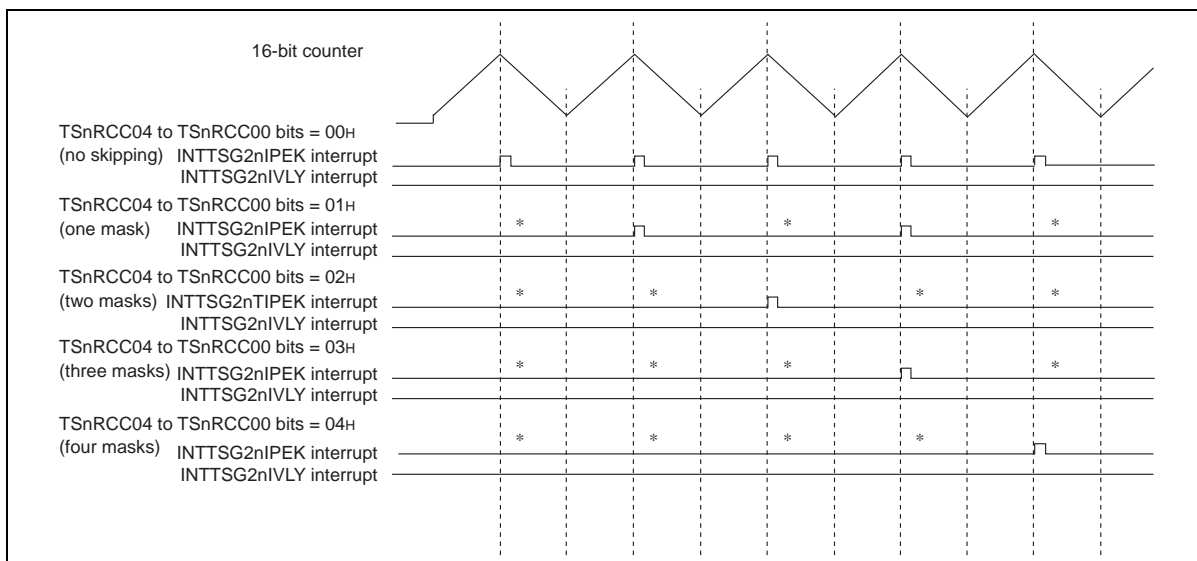 16-bit counter
TSnRCC04 to TSnRCC00 bits = 00H
(no skipping) INTTSG2nIPEK interrupt
INTTSG2nIVLY interrupt
TSnRCC04 to TSnRCC00 bits = 01H
* * *
(one mask) INTTSG2nIPEK interrupt
INTTSG2nIVLY interrupt
TSnRCC04 to TSnRCC00 bits = 02H
* * * *
(two masks) INTTSG2nTIPEK interrupt
INTTSG2nIVLY interrupt
TSnRCC04 to TSnRCC00 bits = 03H
* * * *
(three masks) INTTSG2nIPEK interrupt
INTTSG2nIVLY interrupt
TSnRCC04 to TSnRCC00 bits = 04H
* * * *
(four masks) INTTSG2nIPEK interrupt
INTTSG2nIVLY interrupt